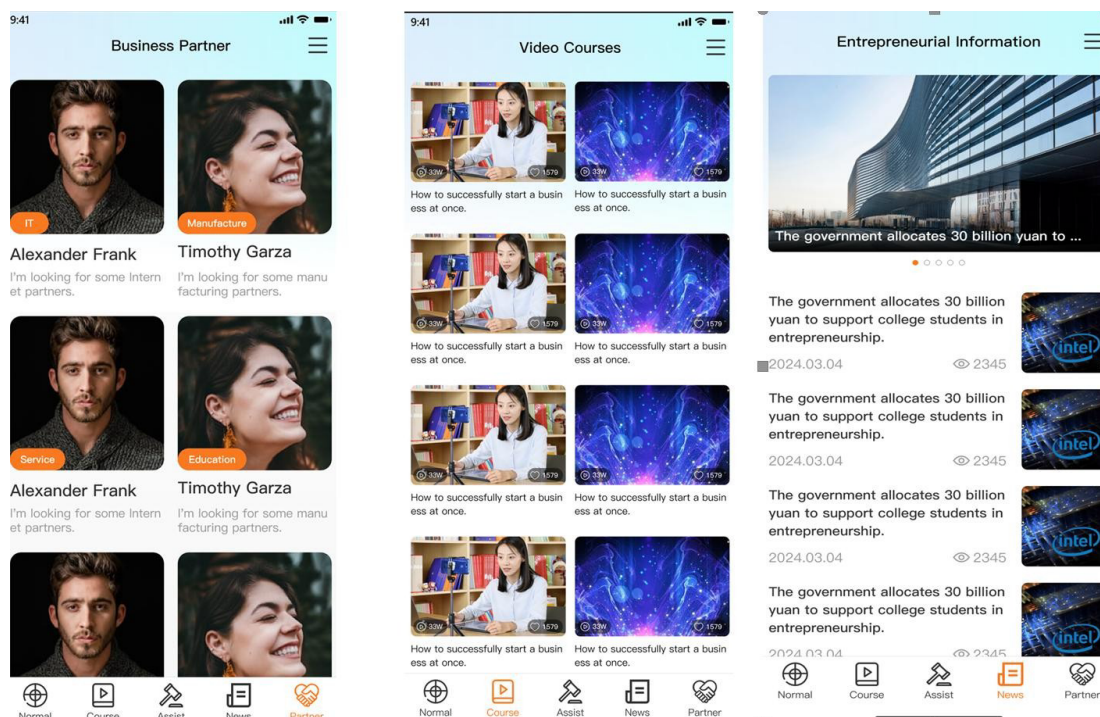 9:41
Business Partner
IT
Manufacture
Alexander Frank
Timothy Garza
I'm looking for some Intern
et partners.
I'm looking for some manu
facturing partners.
Service
Education
Alexander Frank
Timothy Garza
I'm looking for some Intern
et partners.
I'm looking for some manu
facturing partners.
Normal
Course
Assist
News
Partner
9:41
Video Courses
33W
1579
33W
1579
How to successfully start a busin
ess at once.
How to successfully start a busin
ess at once.
33W
1579
33W
1579
How to successfully start a busin
ess at once.
How to successfully start a busin
ess at once.
33W
1579
33W
1579
How to successfully start a busin
ess at once.
How to successfully start a busin
ess at once.
33W
1579
33W
1579
How to successfully start a busin
ess at once.
How to successfully start a busin
ess at once.
Normal
Course
Assist
News
Partner
Entrepreneurial Information
The government allocates 30 billion yuan to ...
The government allocates 30 billion
yuan to support college students in
entrepreneurship.
2024.03.04
2345
intel
The government allocates 30 billion
yuan to support college students in
entrepreneurship.
2024.03.04
2345
intel
The government allocates 30 billion
yuan to support college students in
entrepreneurship.
2024.03.04
2345
intel
The government allocates 30 billion
yuan to support college students in
entrepreneurship.
2024.03.04
2345
intel
Normal
Course
Assist
News
Partner